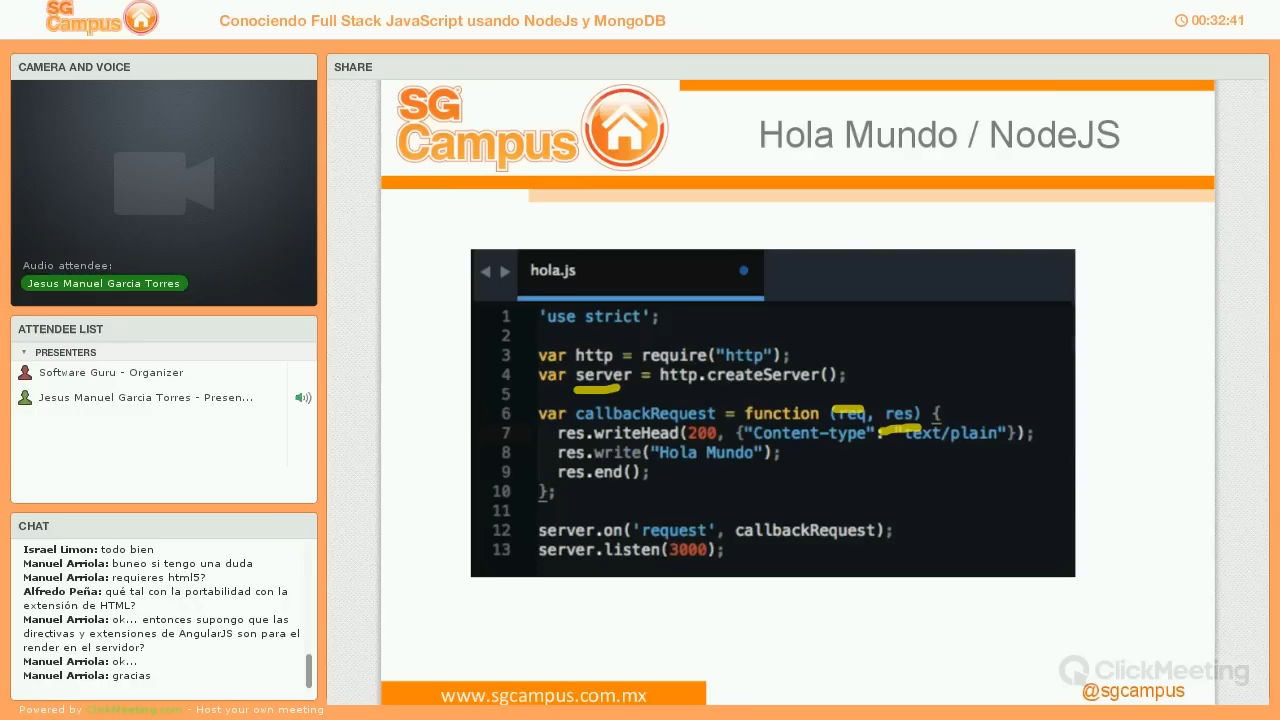 SG
Campus
Conociendo Full Stack JavaScript usando NodeJs y MongoDB
00:32:41
CAMERA AND VOICE
Audio attendee:
Jesus Manuel Garcia Torres
ATTENDEE LIST
PRESENTERS
Software Guru - Organizer
Jesus Manuel Garcia Torres - Presen...
CHAT
Israel Limon: todo bien
Manuel Arriola: buneo si tengo una duda
Manuel Arriola: requieres html5?
Alfredo Peña: qué tal con la portabilidad con la
extensión de HTML?
Manuel Arriola: ok... entonces supongo que las
directivas y extensiones de AngularJS son para el
render en el servidor?
Manuel Arriola: ok...
Manuel Arriola: gracias
Powered by ClickMeeting.com - Host your own meeting
SHARE
SG
Campus
Hola Mundo / NodeJS
hola.js
1 'use strict';
2
3 var http = require("http");
4 var server = http.createServer();
5
6 var callbackRequest = function (req, res) {
7 res.writeHead(200, {"Content-type": "text/plain"});
8 res.write("Hola Mundo");
9 res.end();
10 };
11
12 server.on('request', callbackRequest);
13 server.listen(3000);
ClickMeeting
www.sgcampus.com.mx
@sgcampus